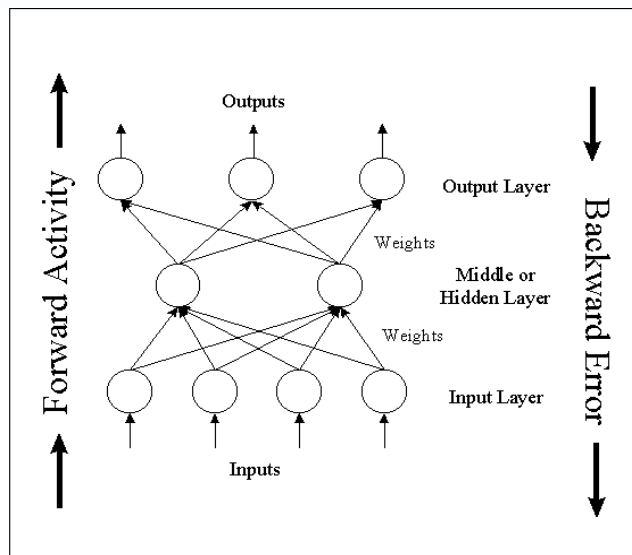 Outputs
Output Layer
Weights
Middle or
Hidden Layer
Weights
Input Layer
Inputs
Forward Activity
Backward Error